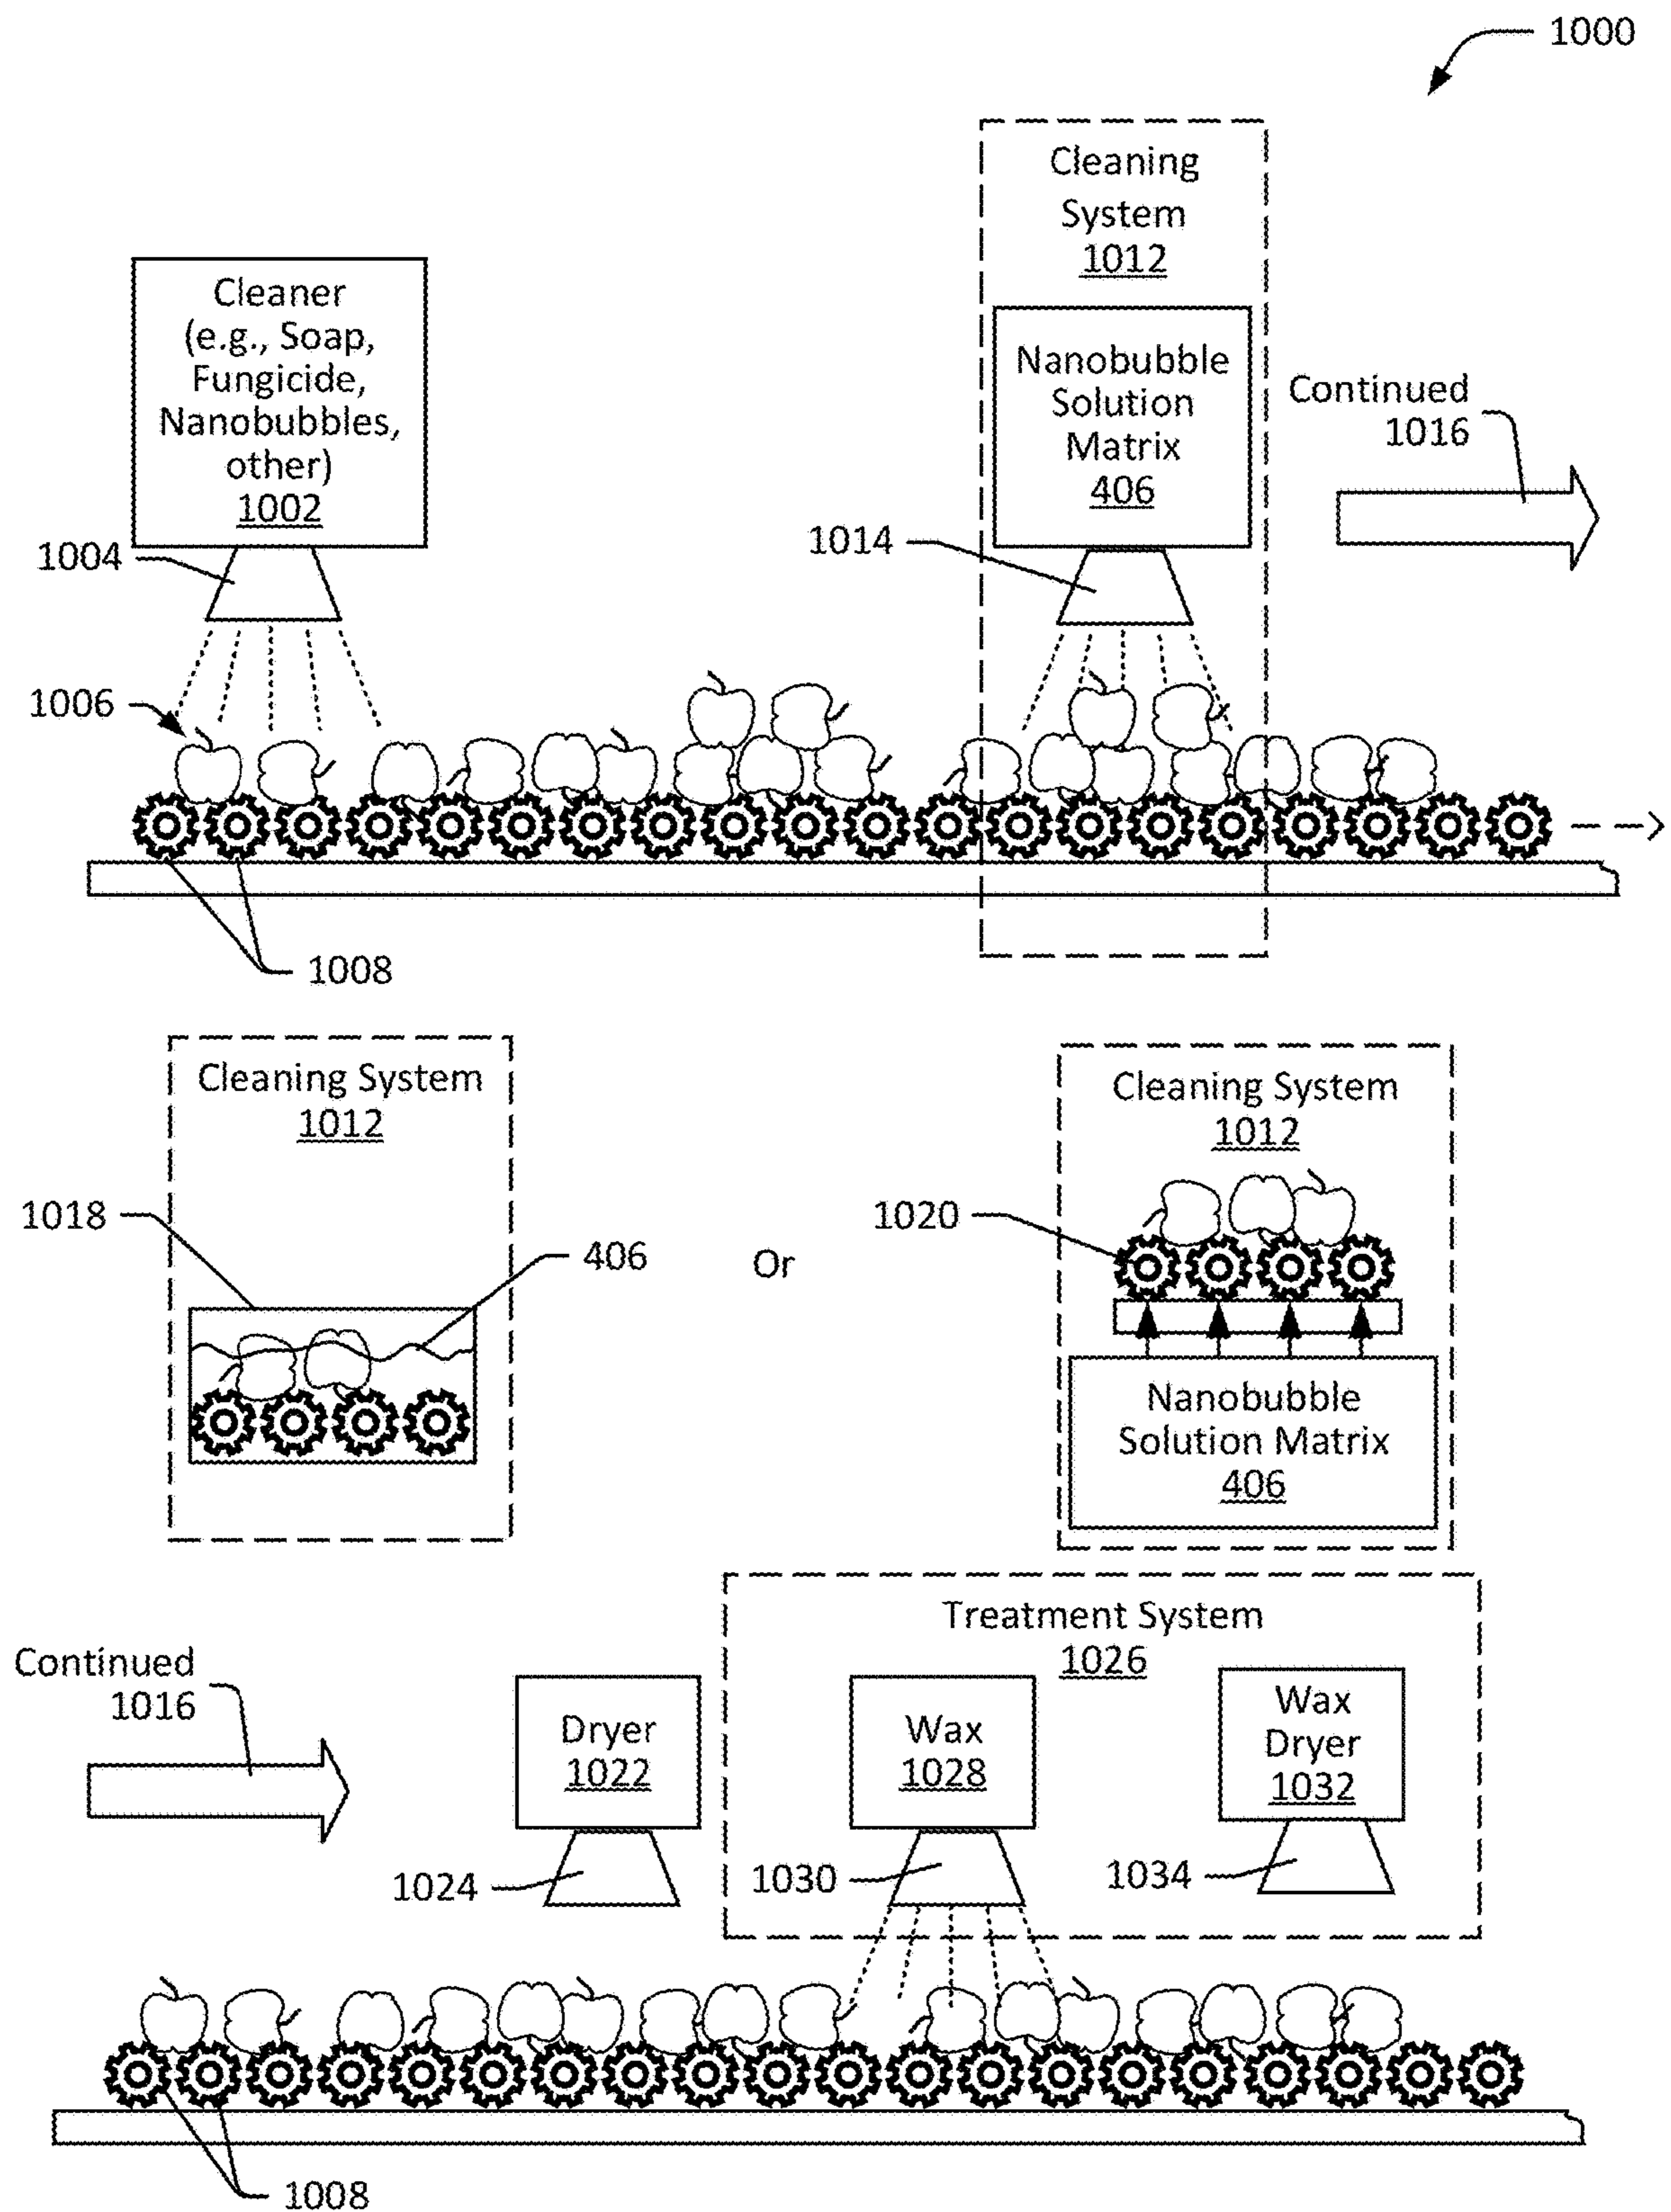 1000
Cleaning
System
1012
Cleaner
(e.g., Soap,
Fungicide,
Nanobubbles,
other)
1002
Nanobubble
Solution
Matrix
406
Continued
1016
1004
1014
1006
1008
Cleaning System
1012
1018
406
Or
Cleaning System
1012
1020
Nanobubble
Solution Matrix
406
Treatment System
1026
Continued
1016
Dryer
1022
Wax
1028
Wax
Dryer
1032
1024
1030
1034
1008